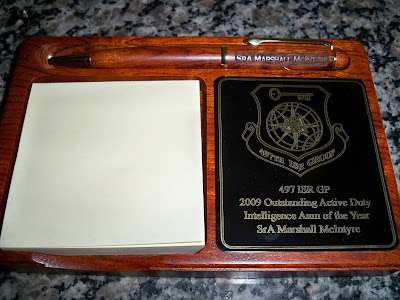 SRA MARSHALL MCINTYRE
497TH ISR GROUP
497 ISR GP
2009 Outstanding Active Duty
Intelligence Amn of the Year
SrA Marshall McIntyre